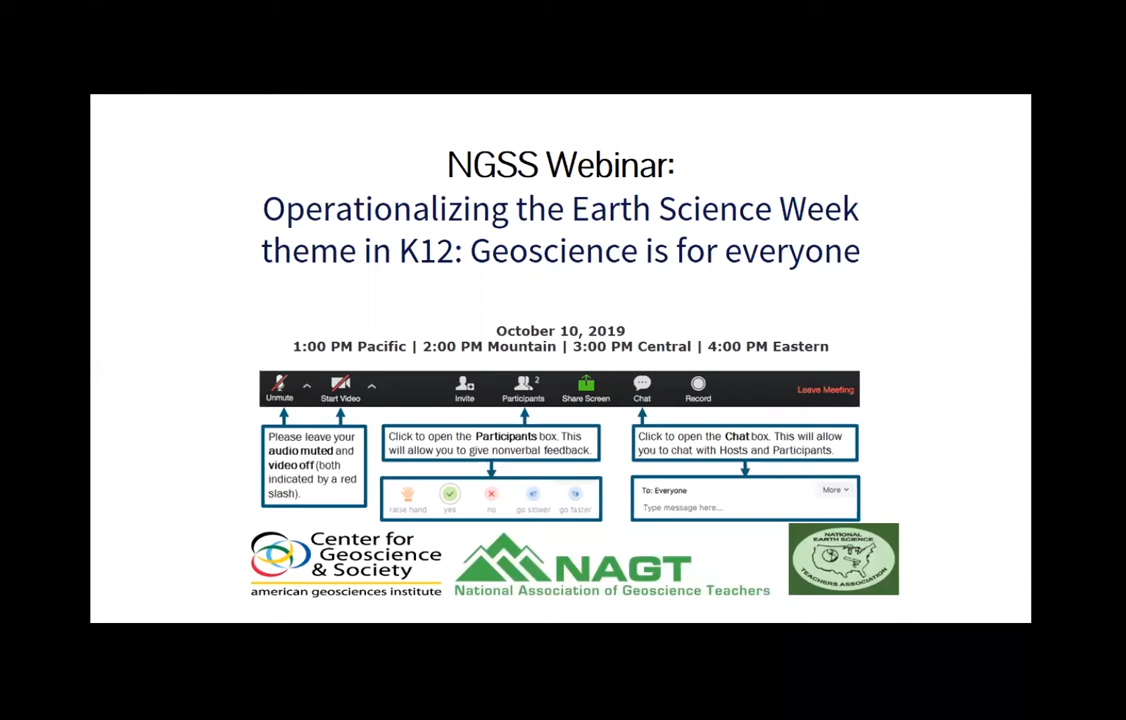 NGSS Webinar:
Operationalizing the Earth Science Week
theme in K12: Geoscience is for everyone
October 10, 2019
1:00 PM Pacific | 2:00 PM Mountain | 3:00 PM Central | 4:00 PM Eastern
Unmute
Start Video
Invite
2
Participants
Share Screen
Chat
Record
Leave Meeting
Please leave your
audio muted and
video off (both
indicated by a red
slash).
Click to open the Participants box. This
will allow you to give nonverbal feedback.
raise hand
yes
no
go slower
go faster
Click to open the Chat box. This will allow
you to chat with Hosts and Participants.
To: Everyone
More
Type message here...
Center for
Geoscience
& Society
american geosciences institute
NAGT
National Association of Geoscience Teachers
NATIONAL
EARTH SCIENCE
TEACHERS ASSOCIATION